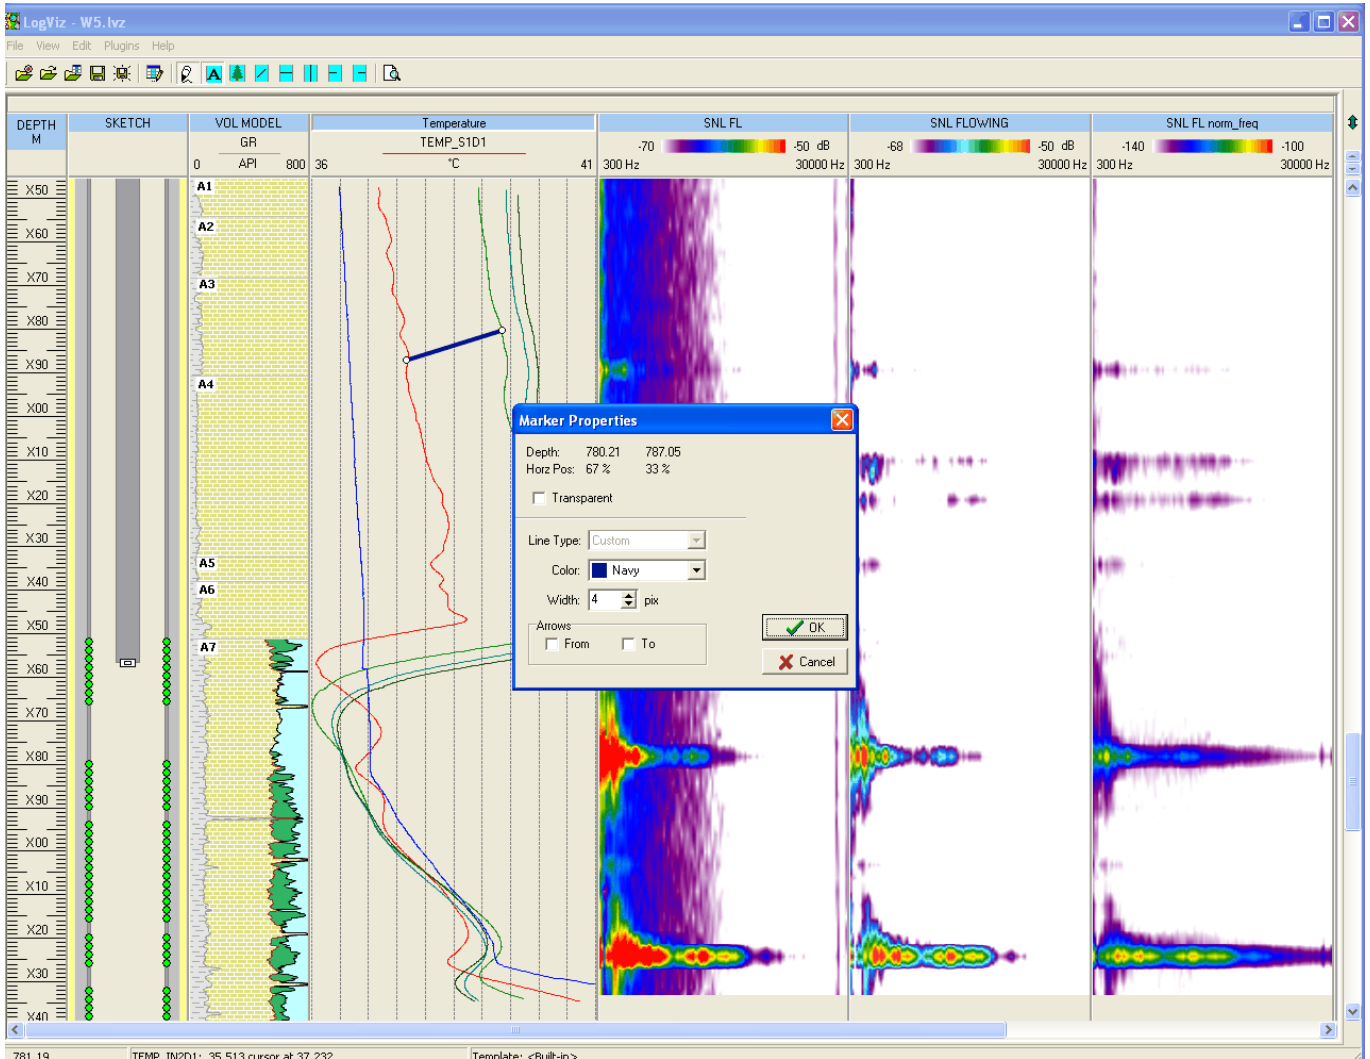 LogViz - W5.lvz
File View Edit Plugins Help
A
DEPTH SKETCH VOL MODEL Temperature SNL FL SNL FLOWING SNL FL norm_freq
M GR TEMP_S1D1 -70 -50 dB -68 -50 dB -140 -100
0 API 800 36 °C 41 300 Hz 30000 Hz 300 Hz 30000 Hz 300 Hz 30000 Hz
X50 A1
X60 A2
X70 A3
X80
X90
A4
X00
X10
X20
X30
A5
X40 A6
X50
A7
X60
X70
X80
X90
X00
X10
X20
X30
X40
Marker Properties
Depth: 780.21 787.05
Horz Pos: 67 % 33 %
Transparent
Line Type: Custom
Color: Navy
Width: 4 pix
Arrows
From To
OK
Cancel
781.19 TEMP_IN2D1: 35.513 cursor at 37.232 Template: <Built-in>